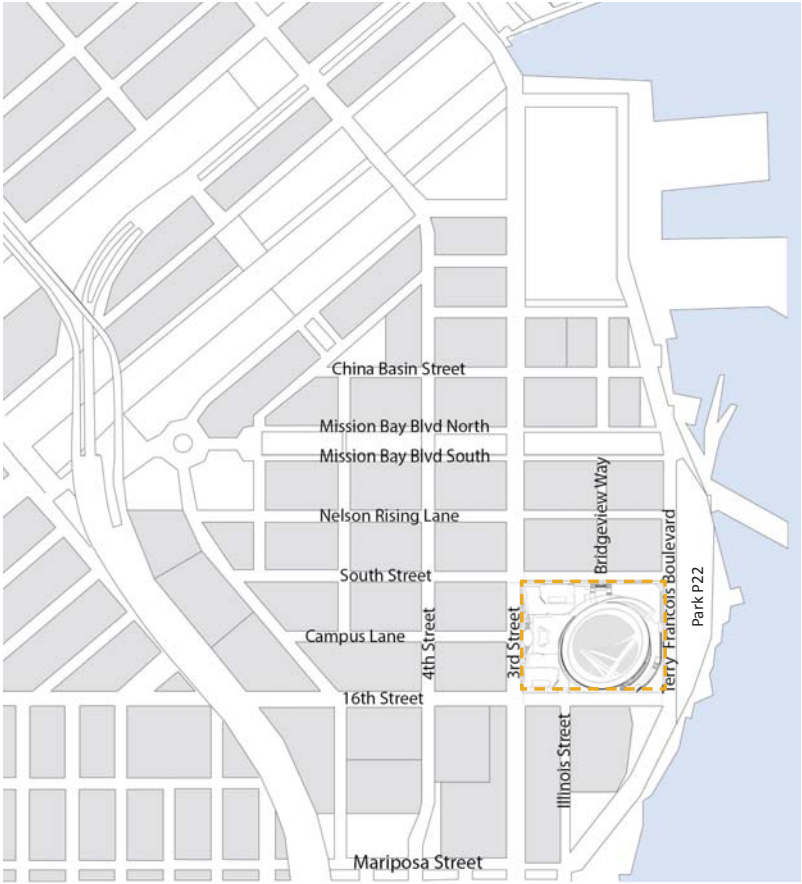 China Basin Street
Mission Bay Blvd North
Mission Bay Blvd South
Bridgeview Way
Nelson Rising Lane
Terry Francois Boulevard
South Street
Park P22
Campus Lane
4th Street
3rd Street
16th Street
Illinois Street
Mariposa Street